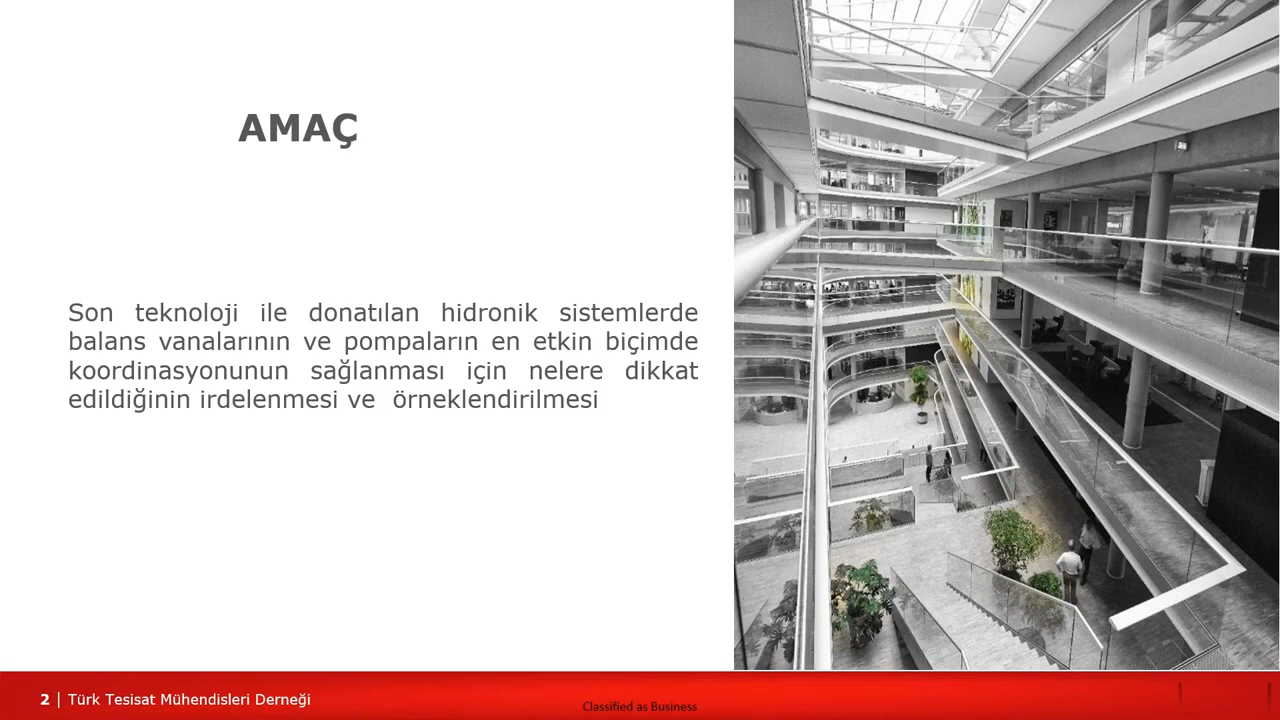 AMAÇ
Son teknoloji ile donatılan hidronik sistemlerde
balans vanalarının ve pompaların en etkin biçimde
koordinasyonunun sağlanması için nelere dikkat
edildiğinin irdelenmesi ve örneklendirilmesi
2 | Türk Tesisat Mühendisleri Derneği
Classified as Business